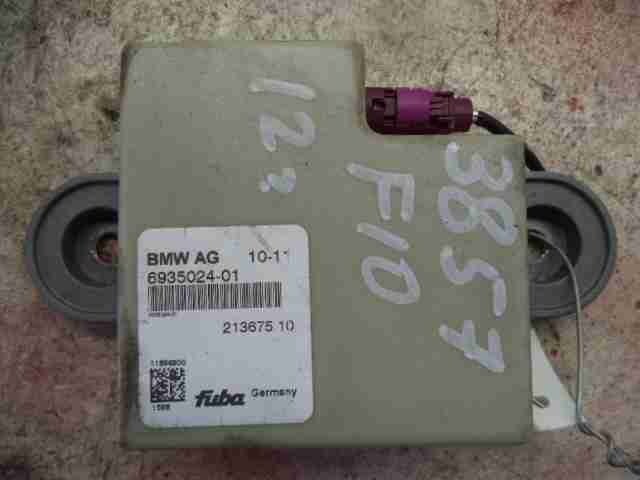 12?
3857
F10
BMW AG 10-11
6935024-01
213675 10
fuba Germany